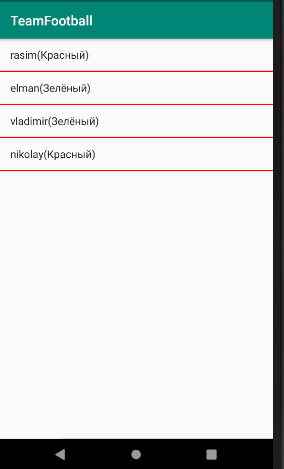 TeamFootball
rasim(Красный)
elman(Зелёный)
vladimir(Зелёный)
nikolay(Красный)